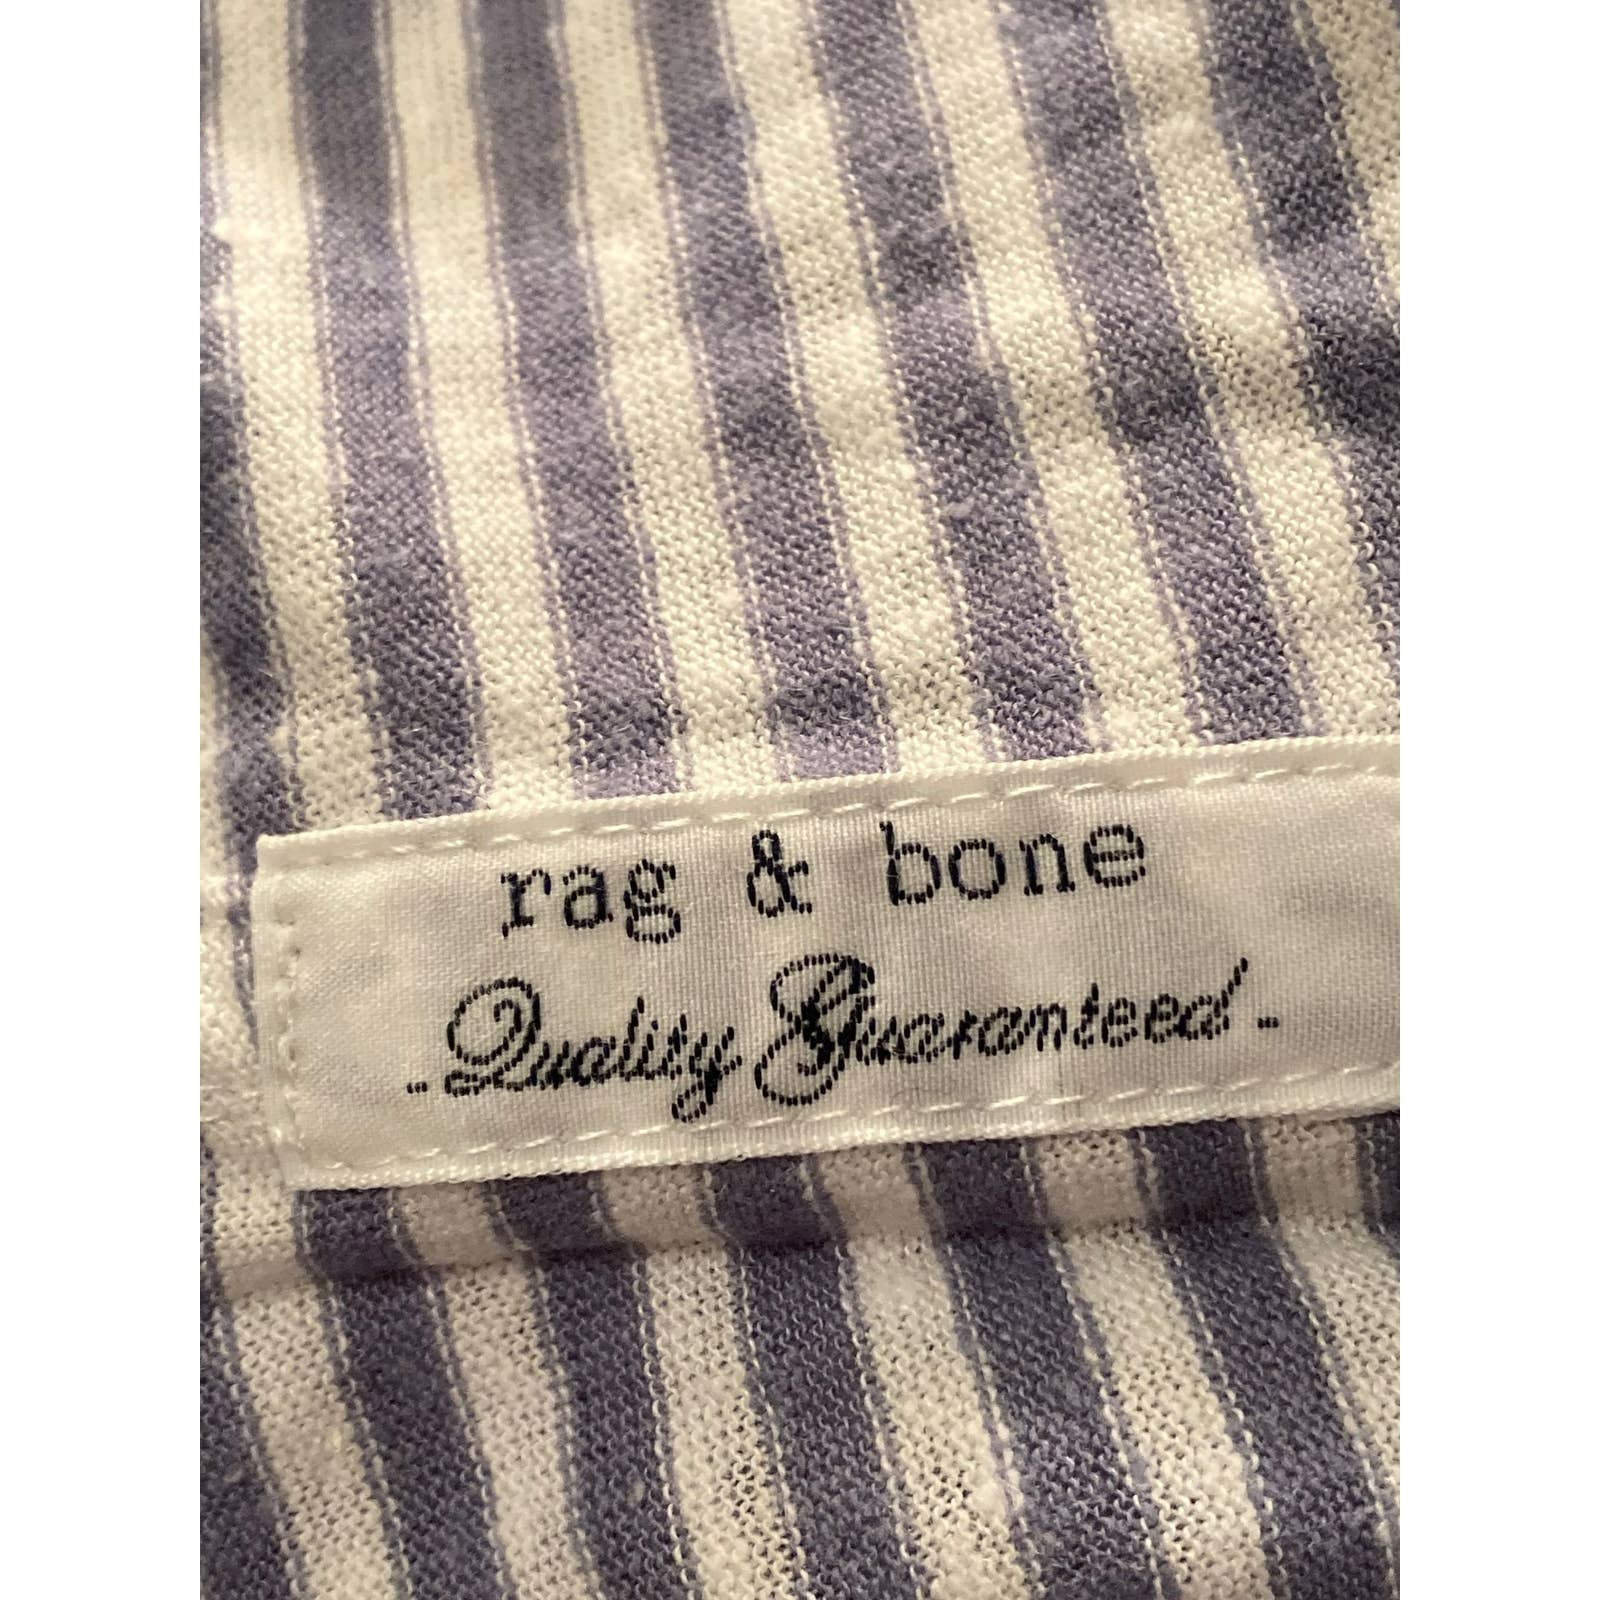 rag & bone
-Quality Guaranteed-